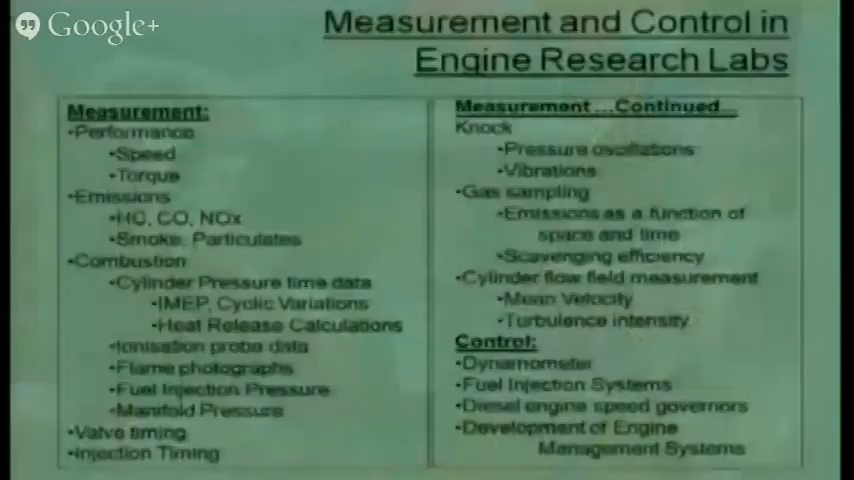 Google+
Measurement and Control in
Engine Research Labs
Measurement:
•Performance
•Speed
•Torque
•Emissions
•HC, CO, NOx
•Smoke, Particulates
•Combustion
•Cylinder Pressure time data
•IMEP, Cyclic Variations
•Heat Release Calculations
•Ionisation probe data
•Flame photographs
•Fuel Injection Pressure
•Manifold Pressure
•Valve timing
•Injection Timing
Measurement ...Continued...
Knock
•Pressure oscillations
•Vibrations
•Gas sampling
•Emissions as a function of
space and time
•Scavenging efficiency
•Cylinder flow field measurement
•Mean Velocity
•Turbulence intensity
Control:
•Dynamometer
•Fuel Injection Systems
•Diesel engine speed governors
•Development of Engine
Management Systems